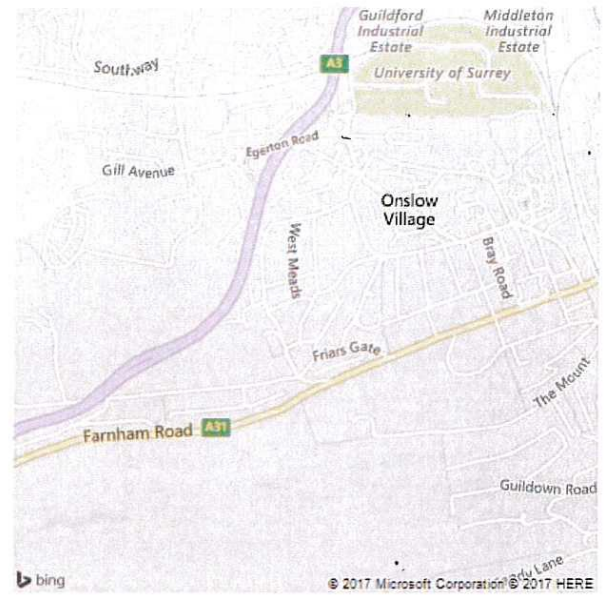 Guildford
Industrial
Estate
Middleton
Industrial
Estate
A3
Southway
University of Surrey
Egerton Road
Gill Avenue
Onslow
Village
West Meads
Bray Road
Friars Gate
The Mount
Farnham Road
A31
Guildown Road
Lane
bing
© 2017 Microsoft Corporation © 2017 HERE